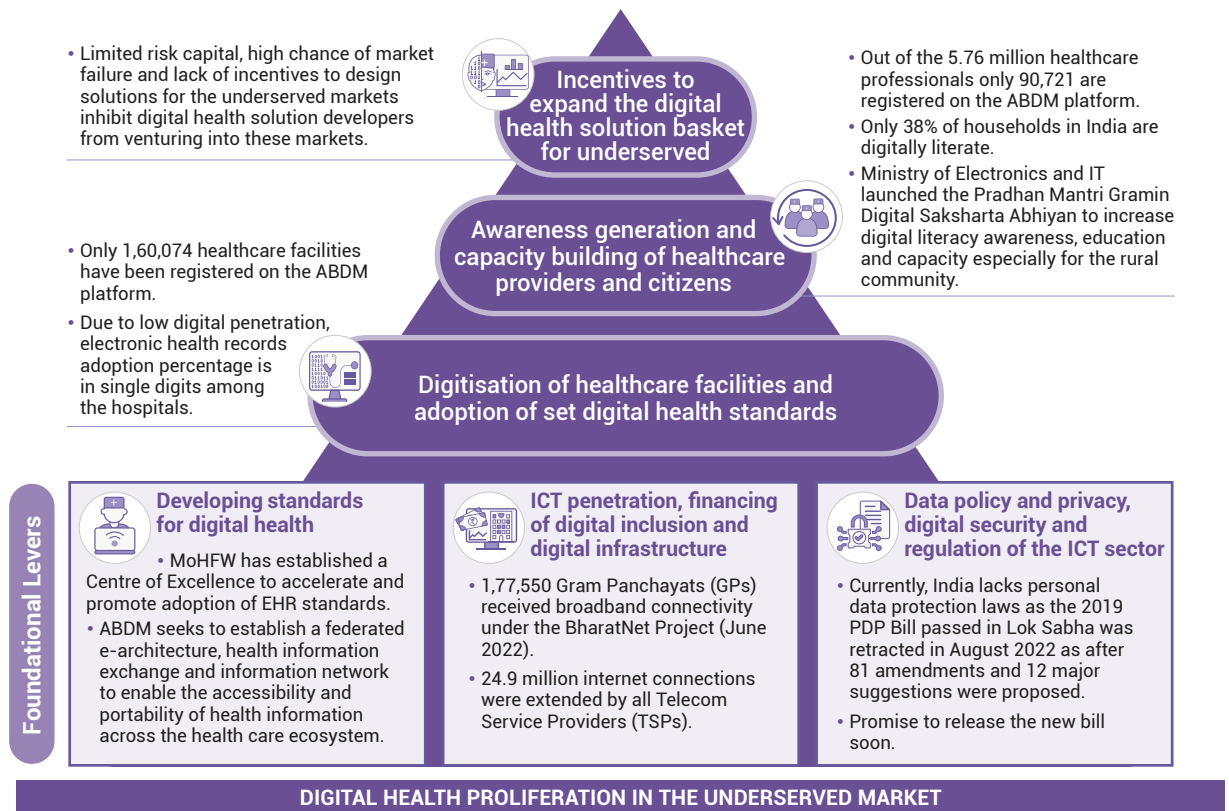 • Limited risk capital, high chance of market
failure and lack of incentives to design
solutions for the underserved markets
inhibit digital health solution developers
from venturing into these markets.
Incentives to
expand the digital
health solution basket
for underserved
• Out of the 5.76 million healthcare
professionals only 90,721 are
registered on the ABDM platform.
• Only 38% of households in India are
digitally literate.
• Ministry of Electronics and IT
launched the Pradhan Mantri Gramin
Digital Saksharta Abhiyan to increase
digital literacy awareness, education
and capacity especially for the rural
community.
Awareness generation and
capacity building of healthcare
providers and citizens
• Only 1,60,074 healthcare facilities
have been registered on the ABDM
platform.
• Due to low digital penetration,
electronic health records
adoption percentage is
in single digits among
the hospitals.
Digitisation of healthcare facilities and
adoption of set digital health standards
Foundational Levers
Developing standards
for digital health
• MoHFW has established a
Centre of Excellence to accelerate and
promote adoption of EHR standards.
• ABDM seeks to establish a federated
e-architecture, health information
exchange and information network
to enable the accessibility and
portability of health information
across the health care ecosystem.
ICT penetration, financing
of digital inclusion and
digital infrastructure
• 1,77,550 Gram Panchayats (GPs)
received broadband connectivity
under the BharatNet Project (June
2022).
• 24.9 million internet connections
were extended by all Telecom
Service Providers (TSPs).
Data policy and privacy,
digital security and
regulation of the ICT sector
• Currently, India lacks personal
data protection laws as the 2019
PDP Bill passed in Lok Sabha was
retracted in August 2022 as after
81 amendments and 12 major
suggestions were proposed.
• Promise to release the new bill
soon.
DIGITAL HEALTH PROLIFERATION IN THE UNDERSERVED MARKET